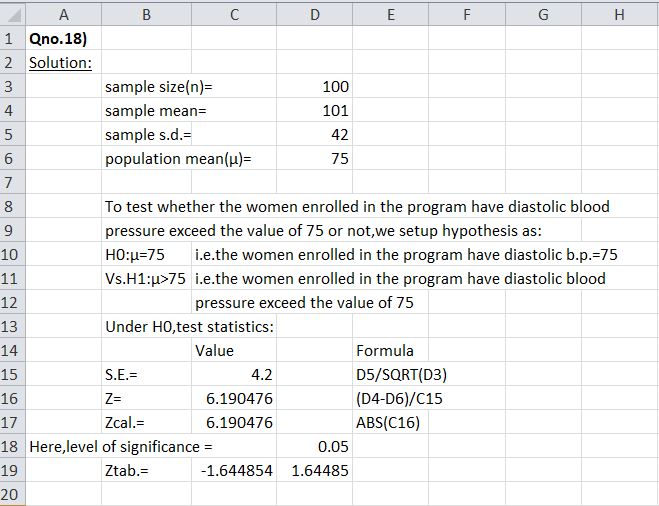 A B C D E F G H
1 Qno.18)
2 Solution:
3 sample size(n)= 100
4 sample mean= 101
5 sample s.d.= 42
6 population mean(μ)= 75
7
8 To test whether the women enrolled in the program have diastolic blood
9 pressure exceed the value of 75 or not,we setup hypothesis as:
10 H0:μ=75 i.e.the women enrolled in the program have diastolic b.p.=75
11 Vs.H1:μ>75 i.e.the women enrolled in the program have diastolic blood
12 pressure exceed the value of 75
13 Under H0,test statistics:
14 Value Formula
15 S.E.= 4.2 D5/SQRT(D3)
16 Z= 6.190476 (D4-D6)/C15
17 Zcal.= 6.190476 ABS(C16)
18 Here,level of significance = 0.05
19 Ztab.= -1.644854 1.64485
20